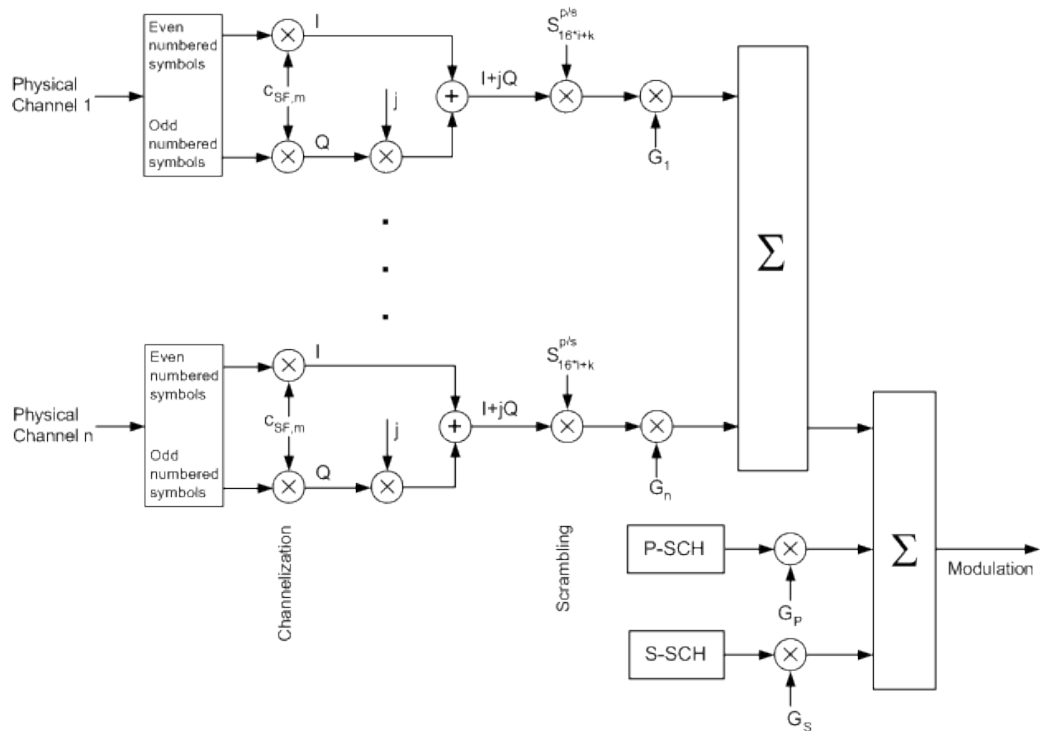 Physical
Channel 1
Even
numbered
symbols
Odd
numbered
symbols
I
c_SF,m
Q
j
I+jQ
S^p/s_16*i+k
G_1
Σ
Physical
Channel n
Even
numbered
symbols
Odd
numbered
symbols
I
c_SF,m
Q
j
I+jQ
S^p/s_16*i+k
G_n
Channelization
Scrambling
P-SCH
G_P
S-SCH
G_S
Σ
Modulation